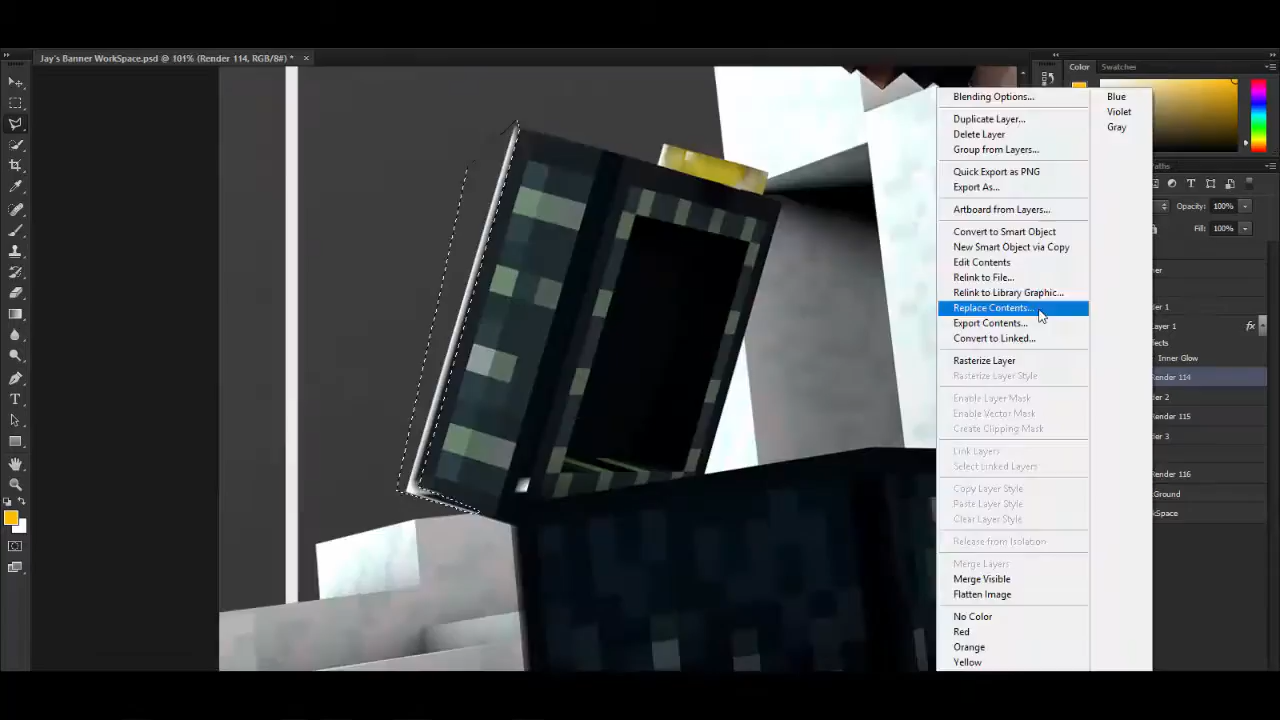 Jay's Banner WorkSpace.psd @ 101% (Render 114, RGB/8#) *
Color
Swatches
Blending Options...
Duplicate Layer...
Delete Layer
Group from Layers...
Quick Export as PNG
Export As...
Artboard from Layers...
Convert to Smart Object
New Smart Object via Copy
Edit Contents
Relink to File...
Relink to Library Graphic...
Replace Contents...
Export Contents...
Convert to Linked...
Rasterize Layer
Rasterize Layer Style
Enable Layer Mask
Enable Vector Mask
Create Clipping Mask
Link Layers
Select Linked Layers
Copy Layer Style
Paste Layer Style
Clear Layer Style
Release from Isolation
Merge Layers
Merge Visible
Flatten Image
No Color
Red
Orange
Yellow
Blue
Violet
Gray
Opacity: 100%
Fill: 100%
fx
Inner Glow
Render 114
Render 115
Render 116